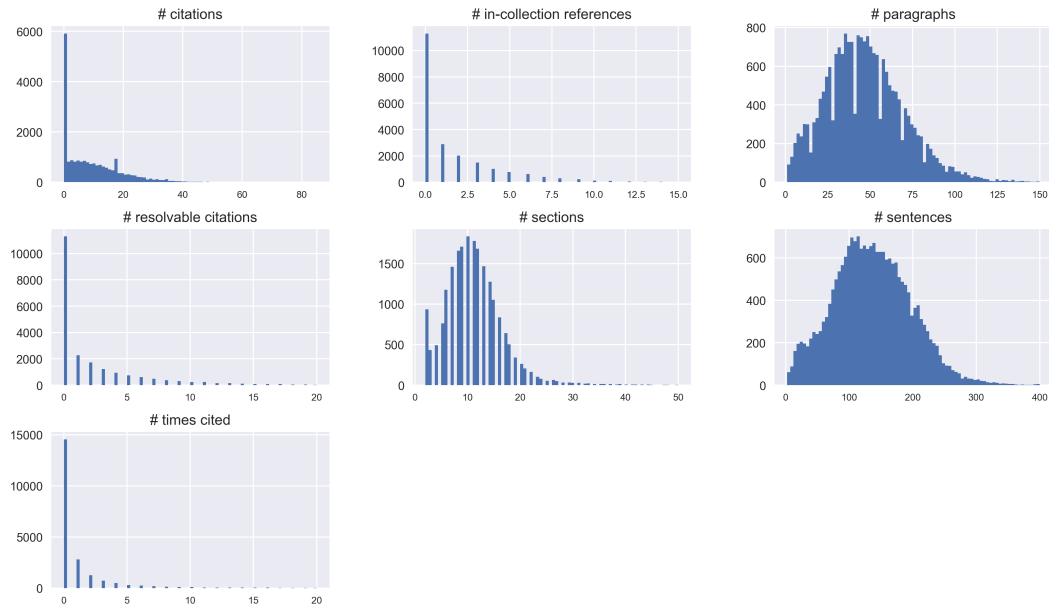 # citations
6000
4000
2000
0
0 20 40 60 80
# in-collection references
10000
8000
6000
4000
2000
0
0.0 2.5 5.0 7.5 10.0 12.5 15.0
# paragraphs
800
600
400
200
0
0 25 50 75 100 125 150
# resolvable citations
10000
8000
6000
4000
2000
0
0 5 10 15 20
# sections
1500
1000
500
0
0 10 20 30 40 50
# sentences
600
400
200
0
0 100 200 300 400
# times cited
15000
10000
5000
0
0 5 10 15 20